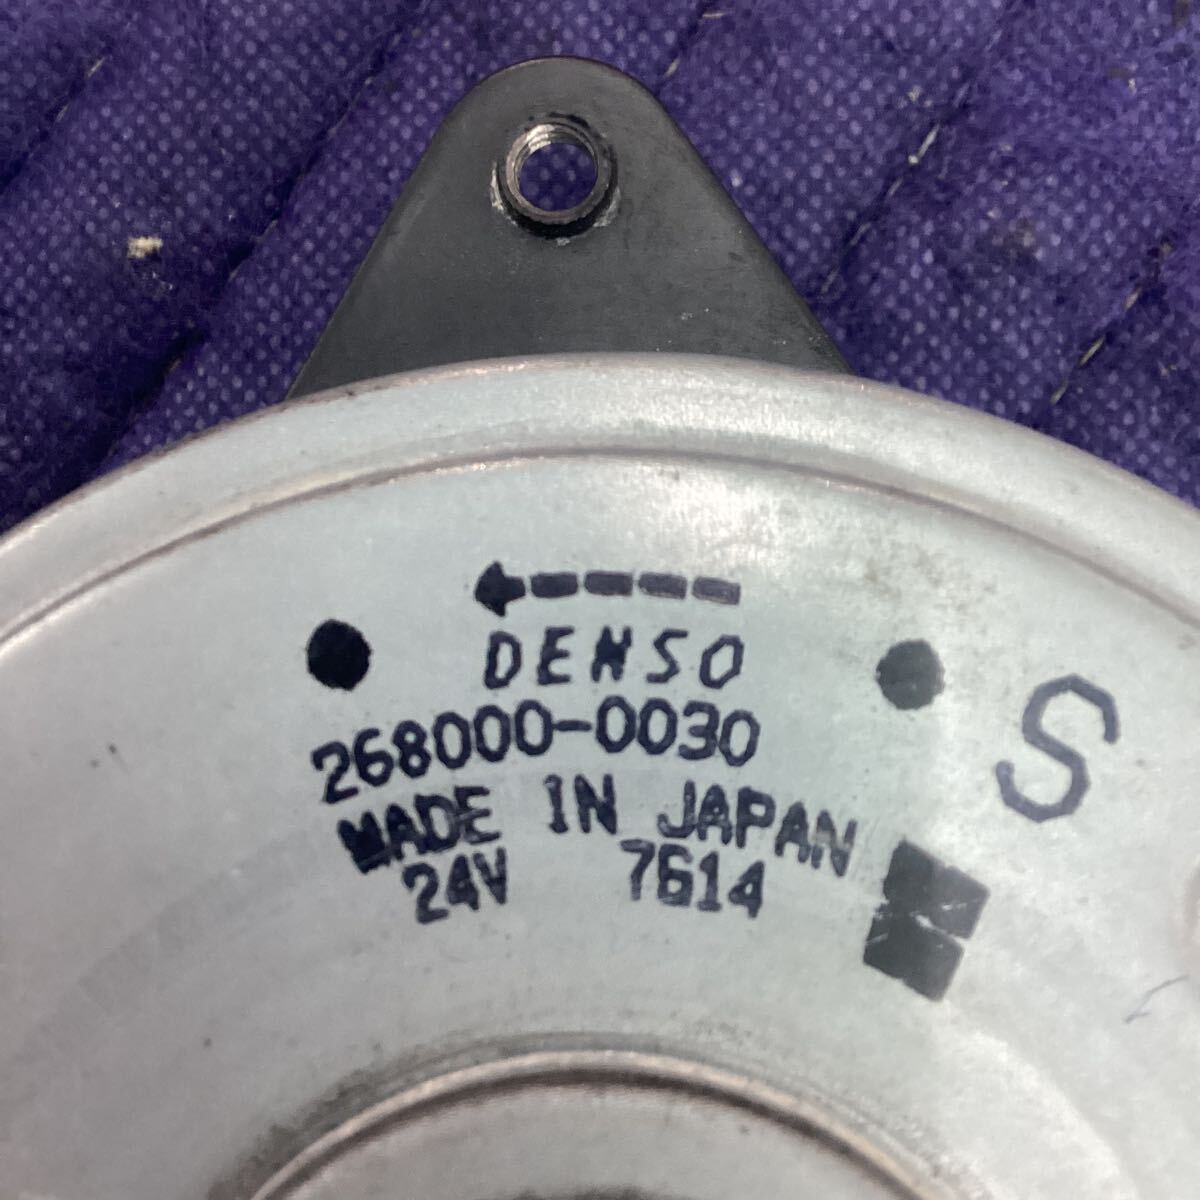 DENSO
268000-0030
S
MADE IN JAPAN
24V 7614